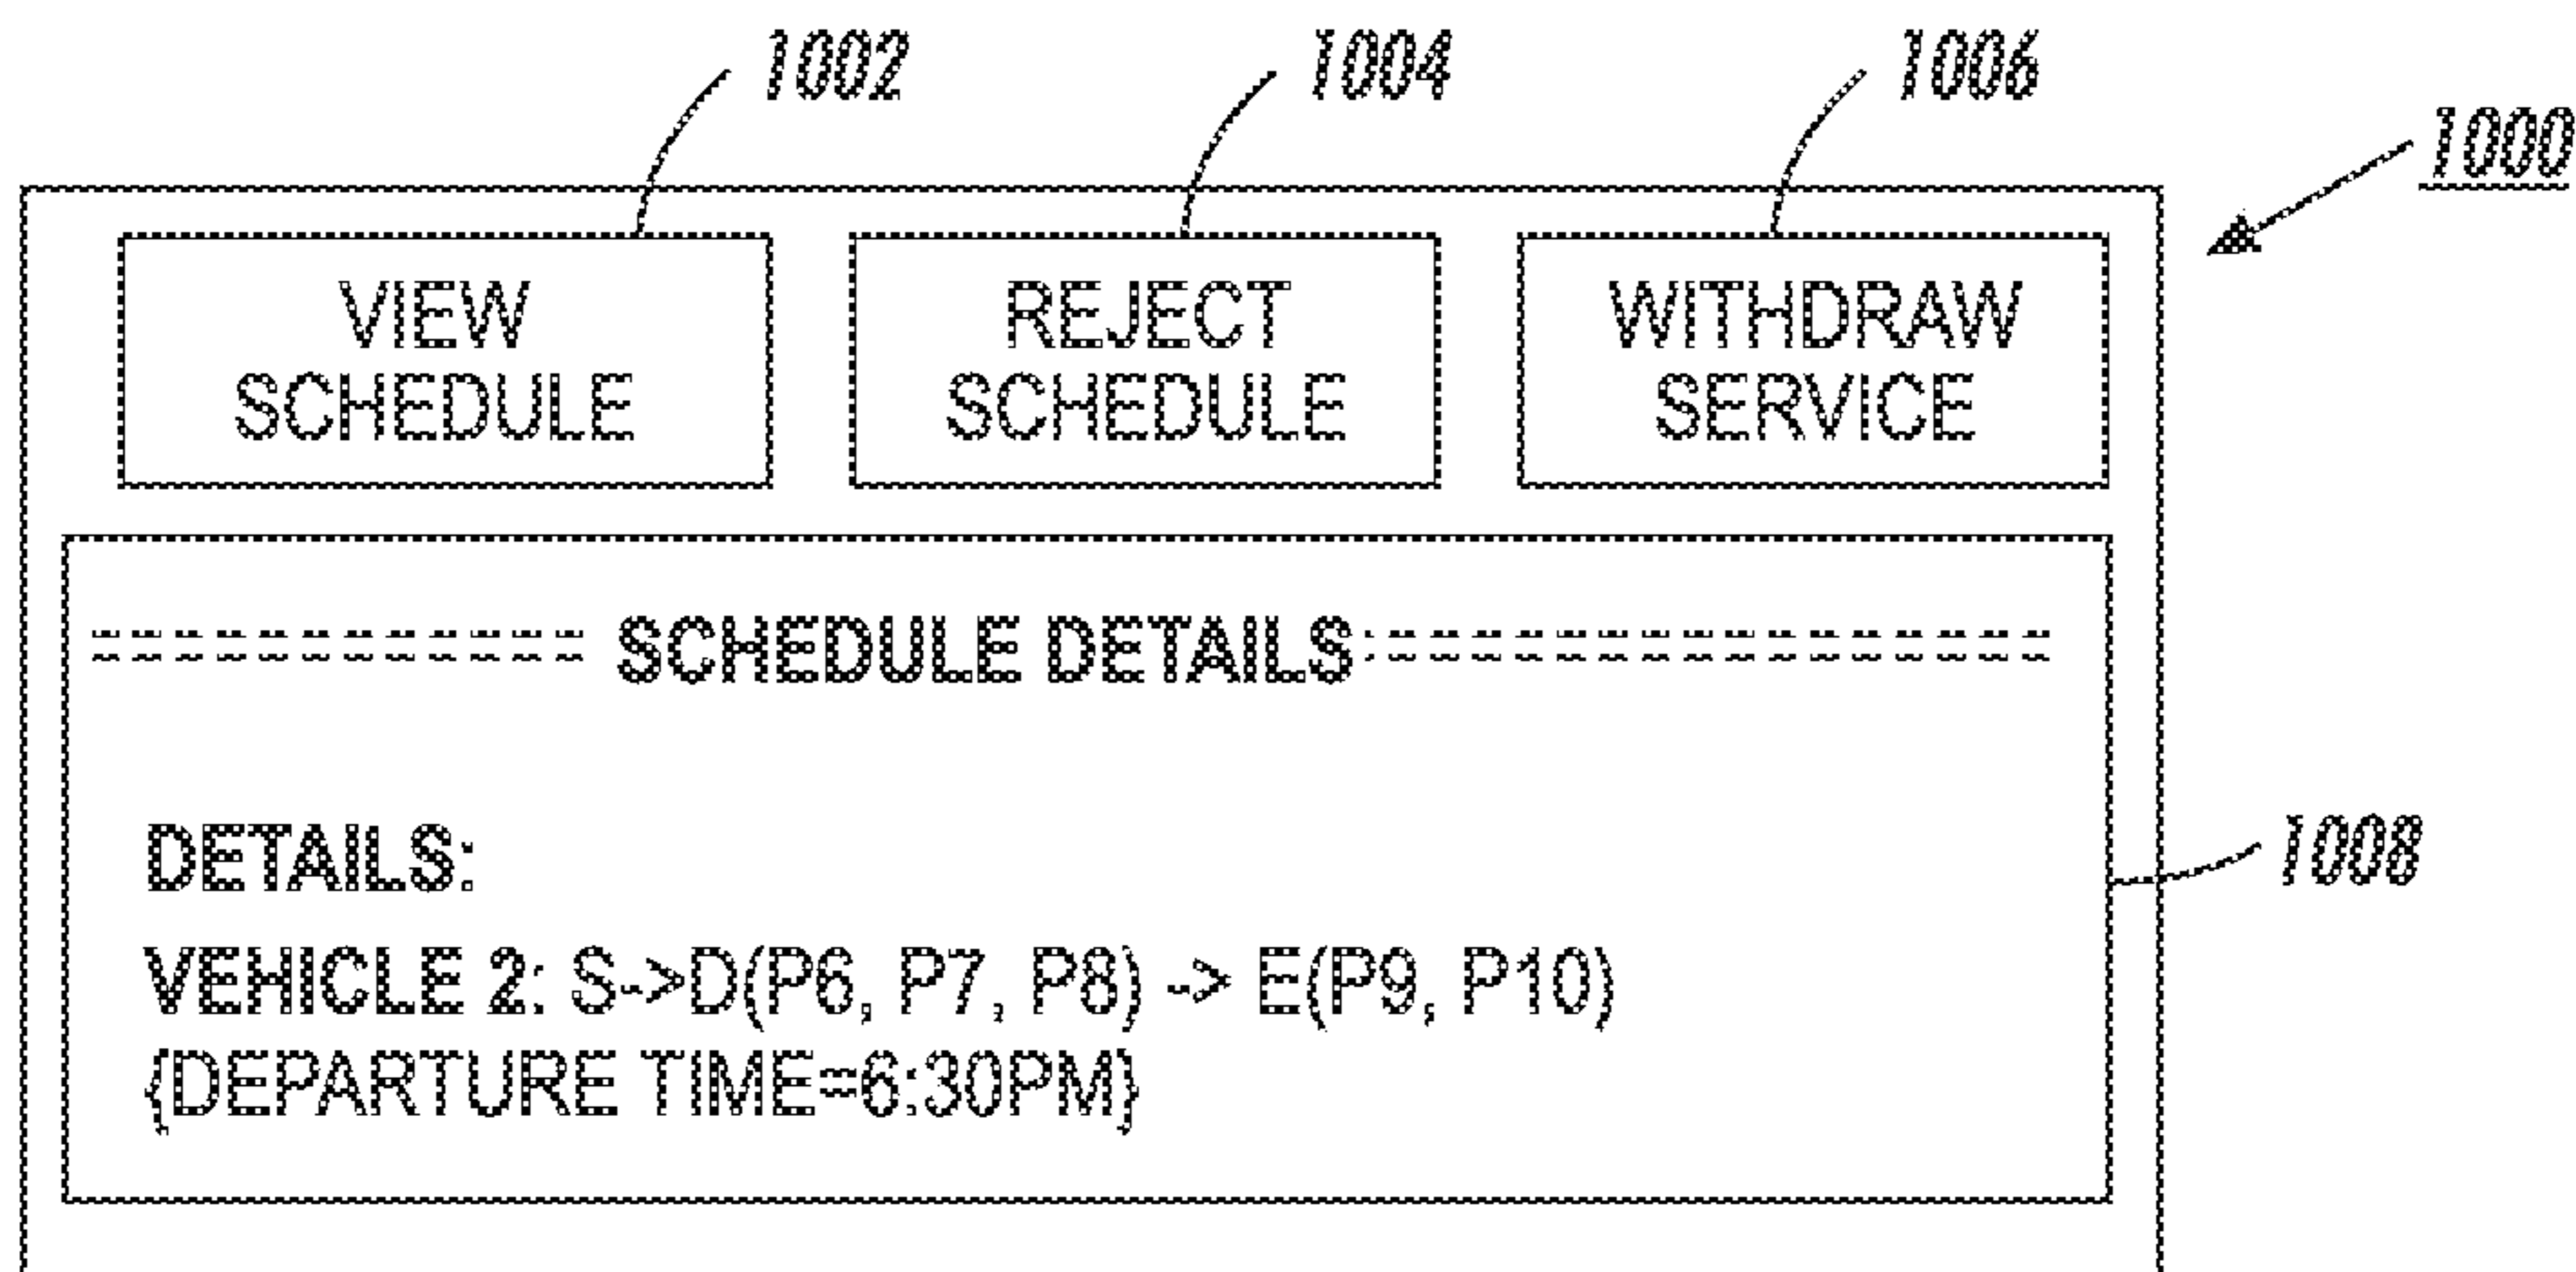 1002
1004
1006
1000
VIEW
SCHEDULE
REJECT
SCHEDULE
WITHDRAW
SERVICE
============ SCHEDULE DETAILS =================
1008
DETAILS:
VEHICLE 2: S->D(P6, P7, P8) -> E(P9, P10)
{DEPARTURE TIME=6:30PM}